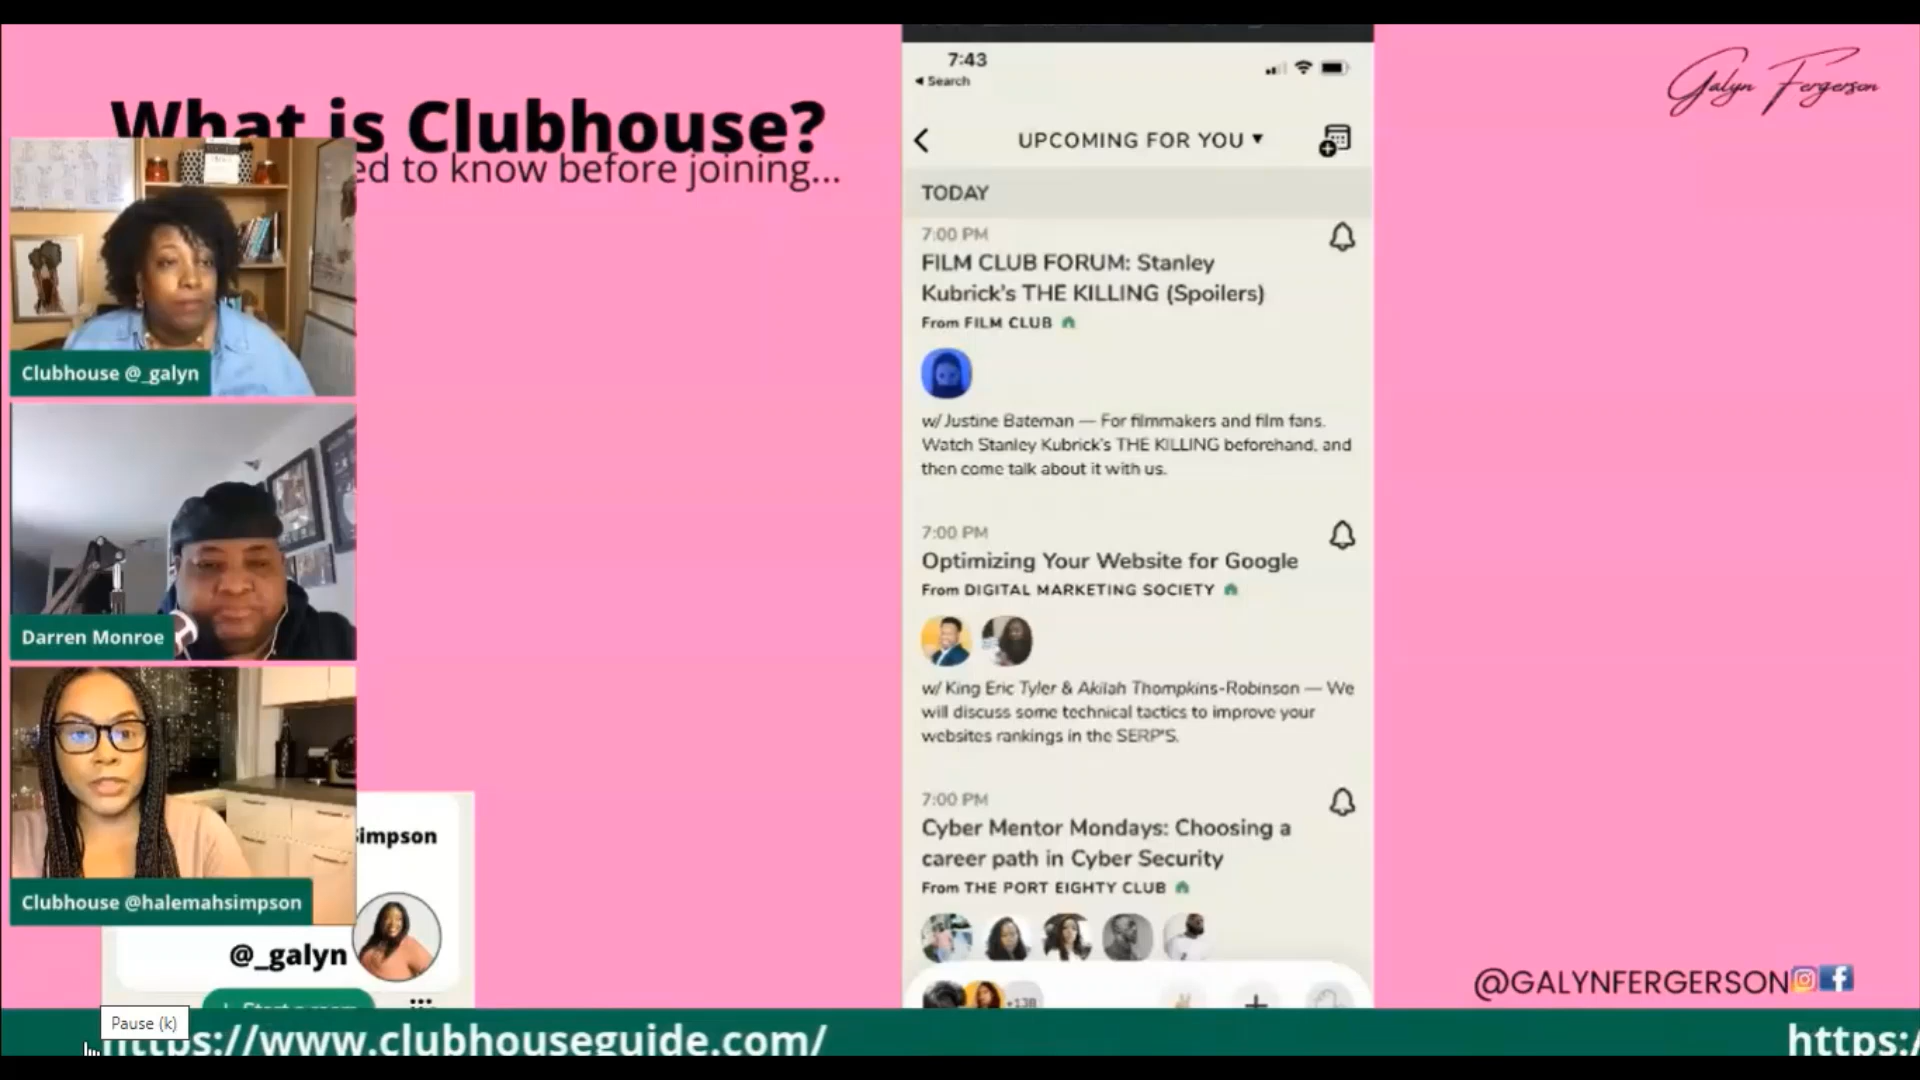 What is Clubhouse?
ed to know before joining...
Clubhouse @_galyn
Darren Monroe
Clubhouse @halemahsimpson
Simpson
@_galyn
Pause (k)
https://www.clubhouseguide.com/
7:43
Search
UPCOMING FOR YOU
TODAY
7:00 PM
FILM CLUB FORUM: Stanley
Kubrick's THE KILLING (Spoilers)
From FILM CLUB
w/ Justine Bateman — For filmmakers and film fans.
Watch Stanley Kubrick's THE KILLING beforehand, and
then come talk about it with us.
7:00 PM
Optimizing Your Website for Google
From DIGITAL MARKETING SOCIETY
w/ King Eric Tyler & Akilah Thompkins-Robinson — We
will discuss some technical tactics to improve your
websites rankings in the SERP'S.
7:00 PM
Cyber Mentor Mondays: Choosing a
career path in Cyber Security
From THE PORT EIGHTY CLUB
+138
Galyn Fergerson
@GALYNFERGERSON
https:/